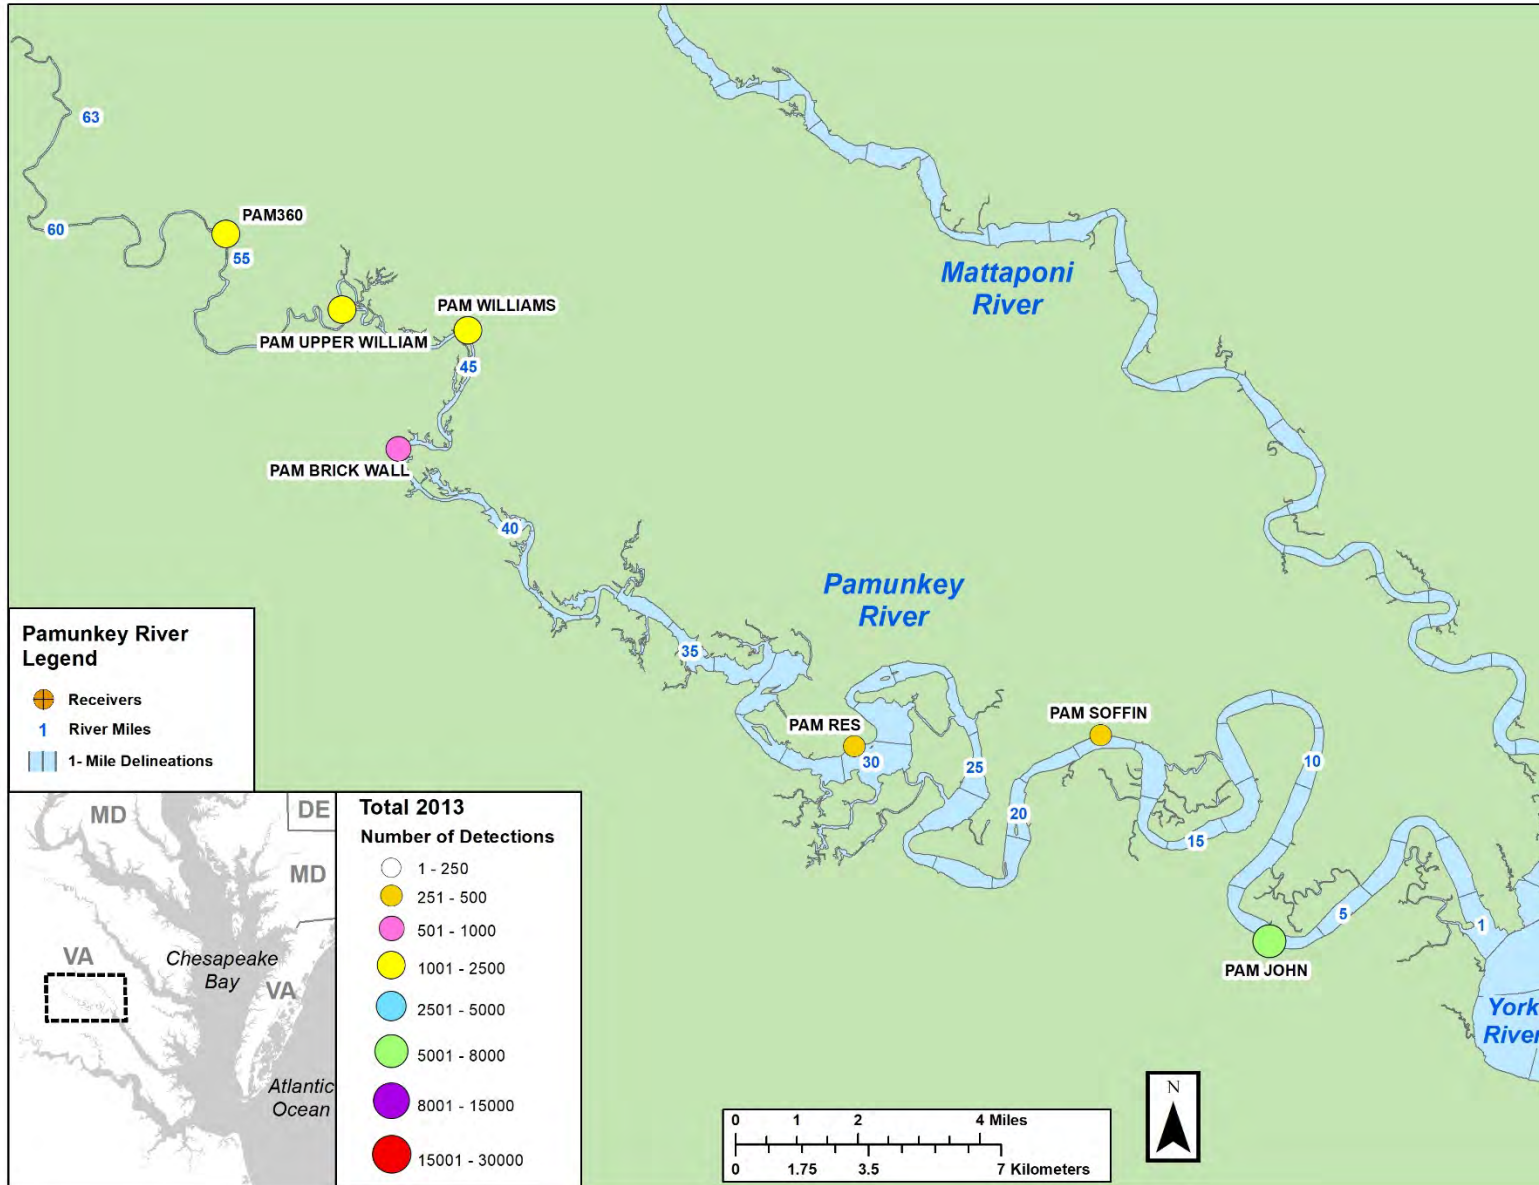 63
PAM360
60
55
Mattaponi
River
PAM WILLIAMS
PAM UPPER WILLIAM
45
PAM BRICK WALL
40
Pamunkey
River
35
PAM RES
PAM SOFFIN
30
25
10
20
15
5
1
PAM JOHN
York
River
Pamunkey River
Legend
Receivers
1 River Miles
1- Mile Delineations
MD
DE
MD
VA
Chesapeake
Bay
VA
Atlantic
Ocean
Total 2013
Number of Detections
1 - 250
251 - 500
501 - 1000
1001 - 2500
2501 - 5000
5001 - 8000
8001 - 15000
15001 - 30000
0 1 2 4 Miles
0 1.75 3.5 7 Kilometers
N